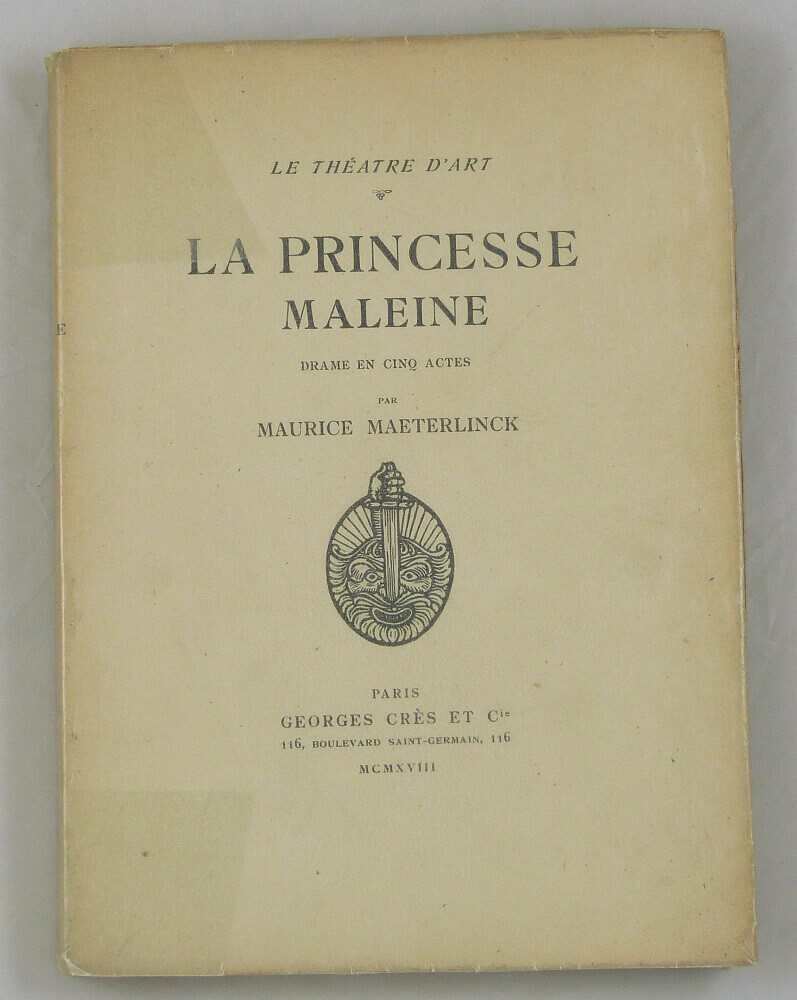 LE THÉATRE D'ART
LA PRINCESSE
MALEINE
DRAME EN CINQ ACTES
PAR
MAURICE MAETERLINCK
E
PARIS
GEORGES CRÈS ET Cie
116, BOULEVARD SAINT-GERMAIN, 116
MCMXVIII